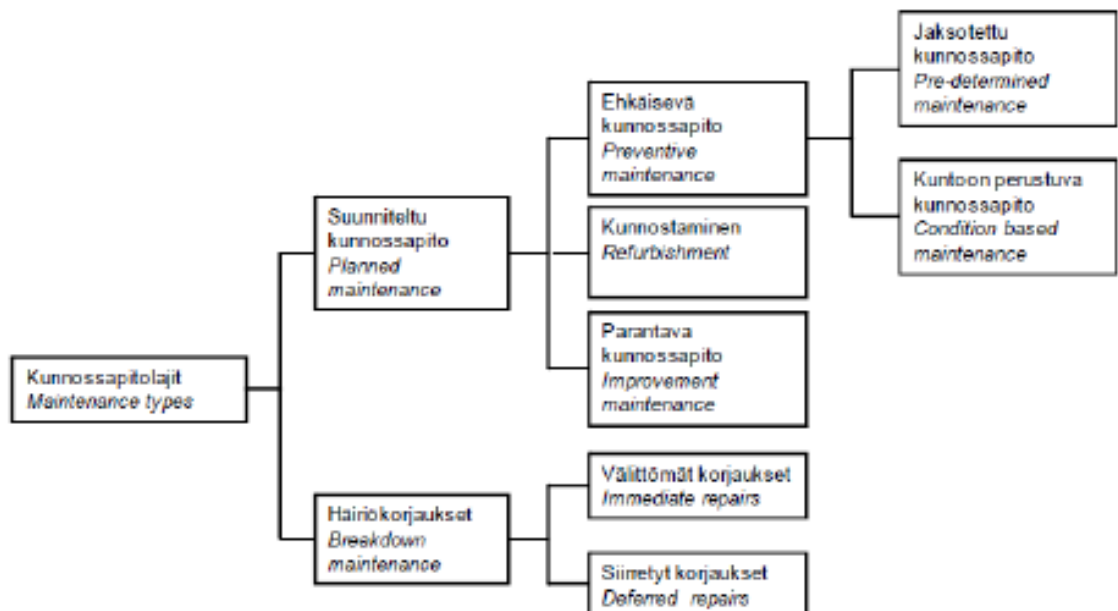 Kunnossapitolajit
Maintenance types
Suunniteltu
kunnossapito
Planned
maintenance
Häiriökorjaukset
Breakdown
maintenance
Ehkäisevä
kunnossapito
Preventive
maintenance
Kunnostaminen
Refurbishment
Parantava
kunnossapito
Improvement
maintenance
Välittömät korjaukset
Immediate repairs
Siirretyt korjaukset
Deferred repairs
Jaksotettu
kunnossapito
Pre-determined
maintenance
Kuntoon perustuva
kunnossapito
Condition based
maintenance